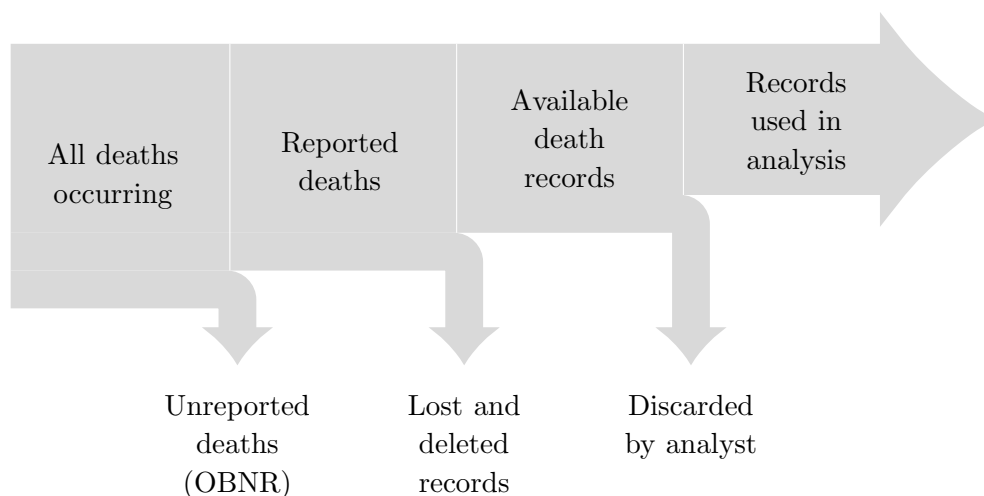 All deaths
occurring
Reported
deaths
Available
death
records
Records
used in
analysis
Unreported
deaths
(OBNR)
Lost and
deleted
records
Discarded
by analyst